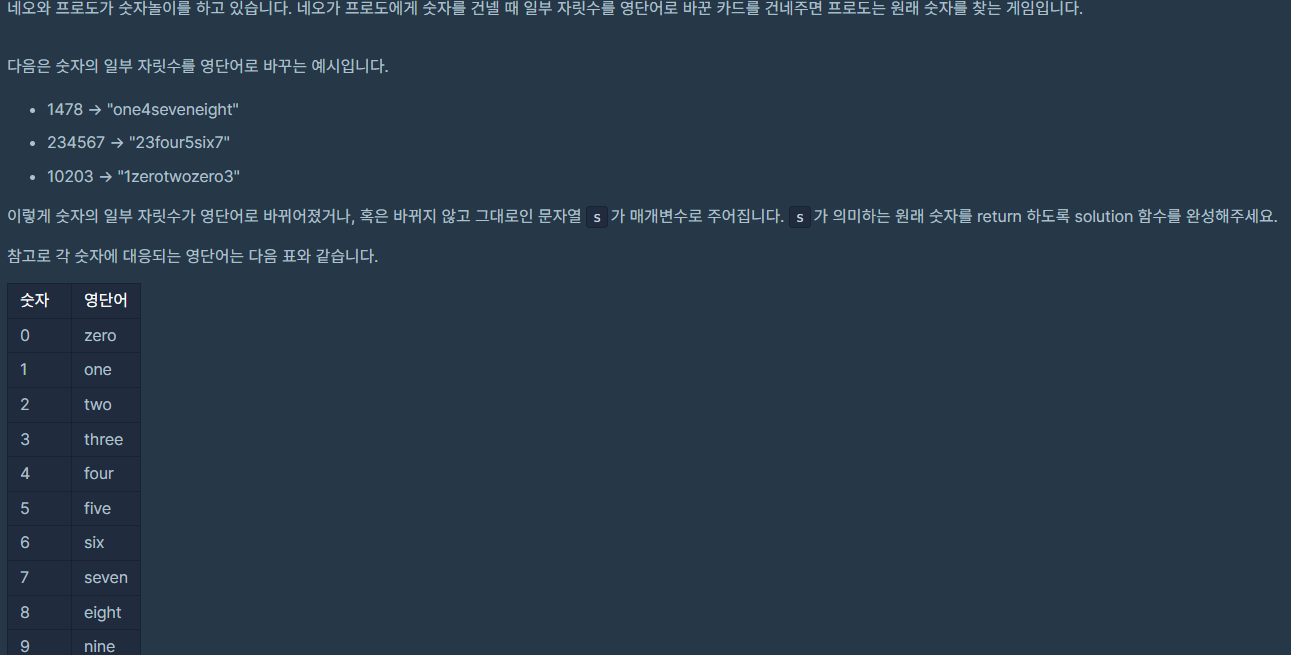 네오와 프로도가 숫자놀이를 하고 있습니다. 네오가 프로도에게 숫자를 건넬 때 일부 자릿수를 영단어로 바꾼 카드를 건네주면 프로도는 원래 숫자를 찾는 게임입니다.
다음은 숫자의 일부 자릿수를 영단어로 바꾸는 예시입니다.
• 1478 → "one4seveneight"
• 234567 → "23four5six7"
• 10203 → "1zerotwozero3"
이렇게 숫자의 일부 자릿수가 영단어로 바뀌어졌거나, 혹은 바뀌지 않고 그대로인 문자열 s 가 매개변수로 주어집니다. s 가 의미하는 원래 숫자를 return 하도록 solution 함수를 완성해주세요.
참고로 각 숫자에 대응되는 영단어는 다음 표와 같습니다.
숫자 영단어
0 zero
1 one
2 two
3 three
4 four
5 five
6 six
7 seven
8 eight
9 nine